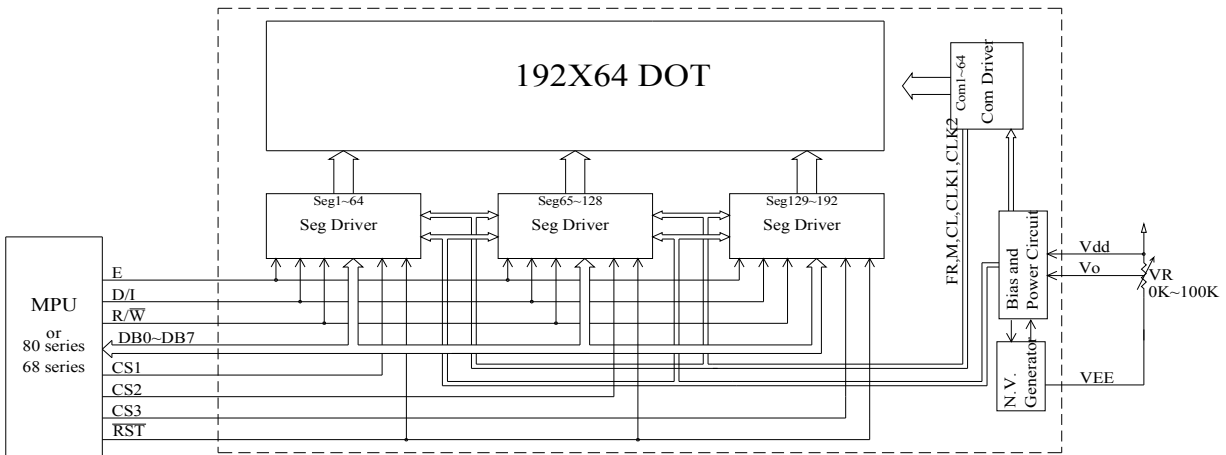 192X64 DOT
Com1~64
Com Driver
FR,M,CL,CLK1,CLK2
Seg1~64
Seg Driver
Seg65~128
Seg Driver
Seg129~192
Seg Driver
MPU
or
80 series
68 series
E
D/I
R/W̅
DB0~DB7
CS1
CS2
CS3
R̅S̅T̅
Bias and
Power Circuit
N.V.
Generator
Vdd
Vo
VR
0K~100K
VEE